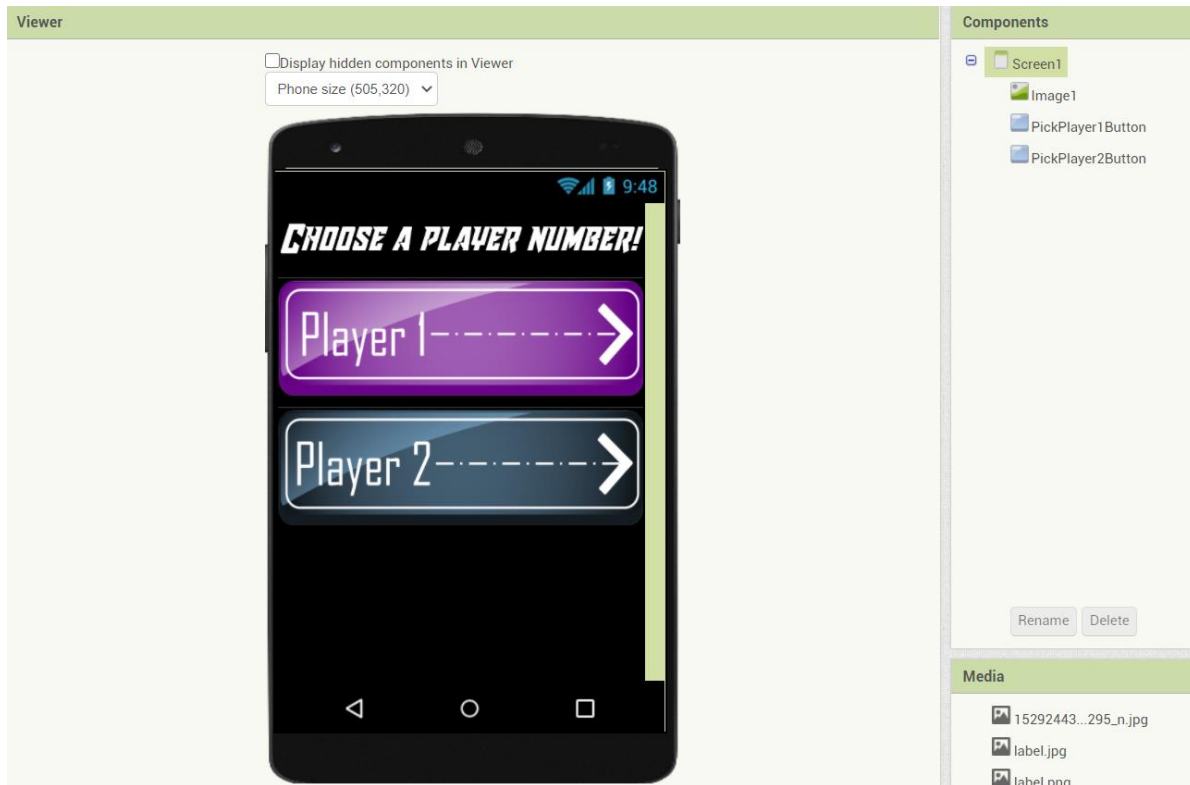 Viewer
Display hidden components in Viewer
Phone size (505,320)
9:48
Choose a player number!
Player 1
Player 2
Components
Screen1
Image1
PickPlayer1Button
PickPlayer2Button
Rename Delete
Media
15292443...295_n.jpg
label.jpg
label.png